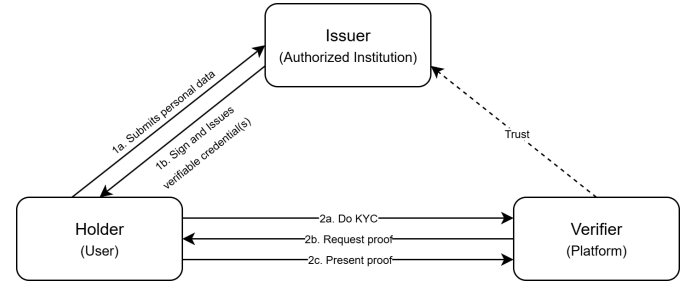 Issuer
(Authorized Institution)
1a. Submits personal data
1b. Sign and Issues
verifiable credential(s)
Trust
Holder
(User)
2a. Do KYC
2b. Request proof
2c. Present proof
Verifier
(Platform)